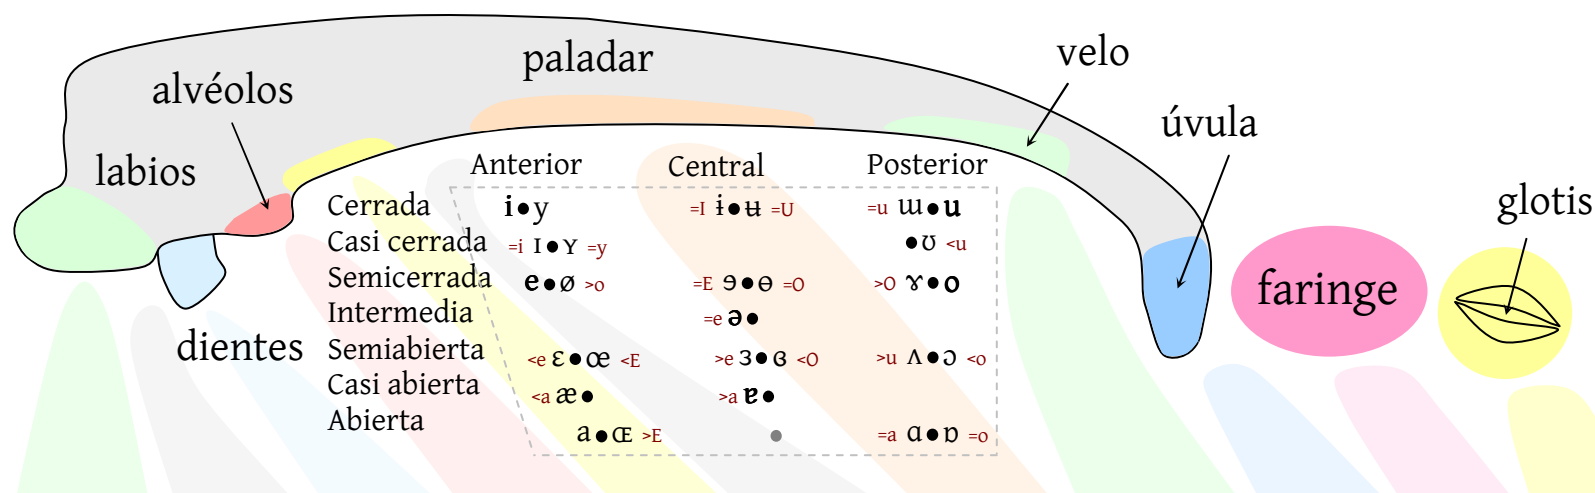 velo
paladar
alvéolos
úvula
labios
Anterior Central Posterior
glotis
Cerrada i●y =I ɨ●ʉ =U =u ɯ●u
Casi cerrada =i ɪ●ʏ =y ●ʊ <u
Semicerrada e●ø >o =E ɘ●ɵ =O >O ɤ●o
faringe
Intermedia =e ə●
dientes
Semiabierta <e ɛ●œ <E >e ɜ●ɞ <O >u ʌ●ɔ <o
Casi abierta <a æ● >a ɐ●
Abierta a●ɶ >E ● =a ɑ●ɒ =o